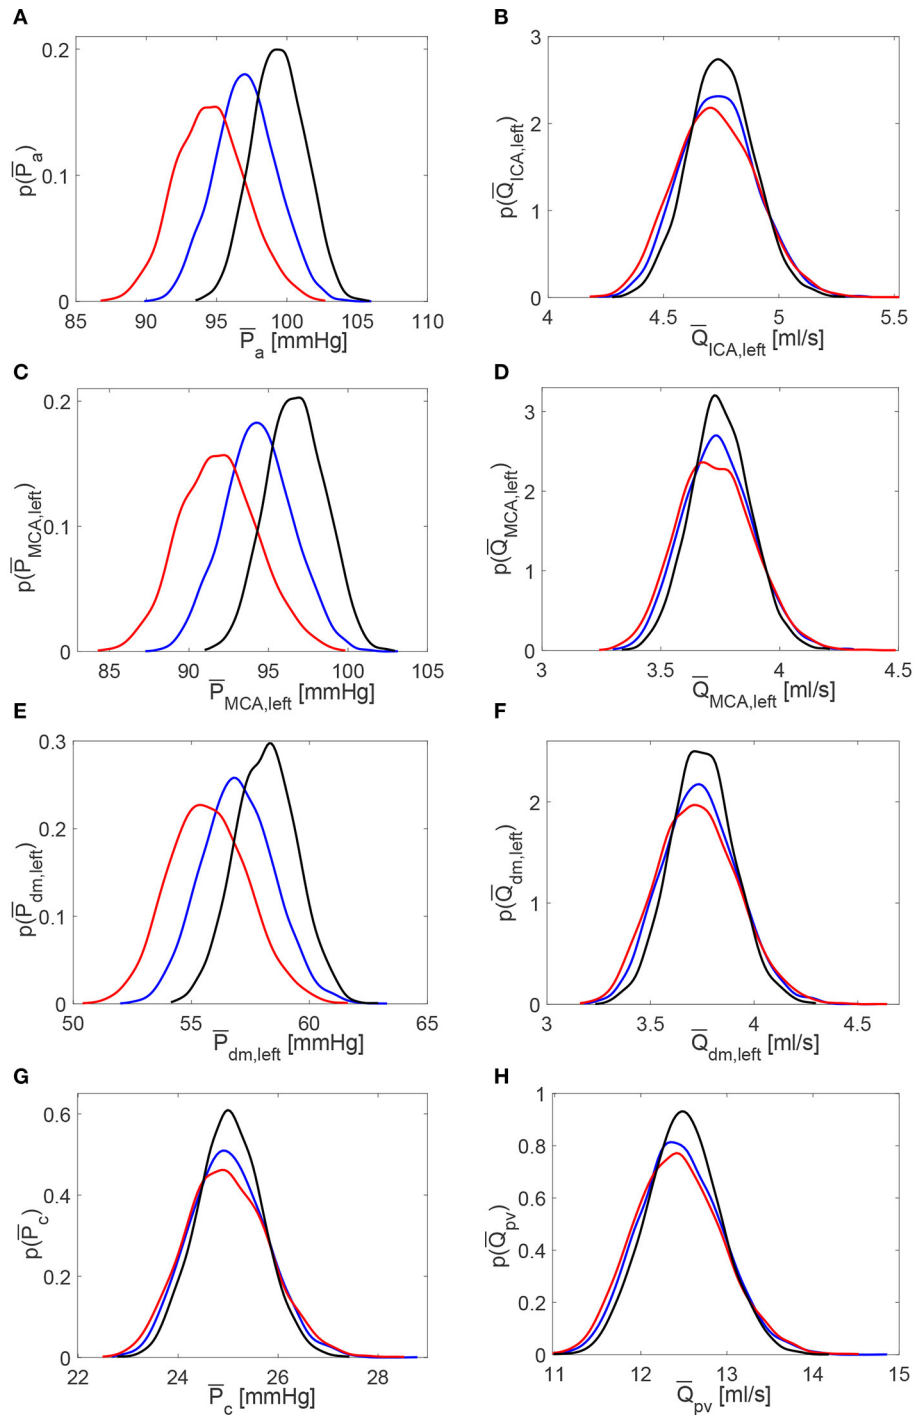 A
p(P̅a)
0.2
0.1
0
85 90 95 100 105 110
P̅a [mmHg]
B
p(Q̅ICA,left)
3
2
1
0
4 4.5 5 5.5
Q̅ICA,left [ml/s]
C
p(P̅MCA,left)
0.2
0.1
0
85 90 95 100 105
P̅MCA,left [mmHg]
D
p(Q̅MCA,left)
3
2
1
0
3 3.5 4 4.5
Q̅MCA,left [ml/s]
E
p(P̅dm,left)
0.3
0.2
0.1
0
50 55 60 65
P̅dm,left [mmHg]
F
p(Q̅dm,left)
2
1
0
3 3.5 4 4.5
Q̅dm,left [ml/s]
G
p(P̅c)
0.6
0.4
0.2
0
22 24 26 28
P̅c [mmHg]
H
p(Q̅pv)
1
0.8
0.6
0.4
0.2
0
11 12 13 14 15
Q̅pv [ml/s]